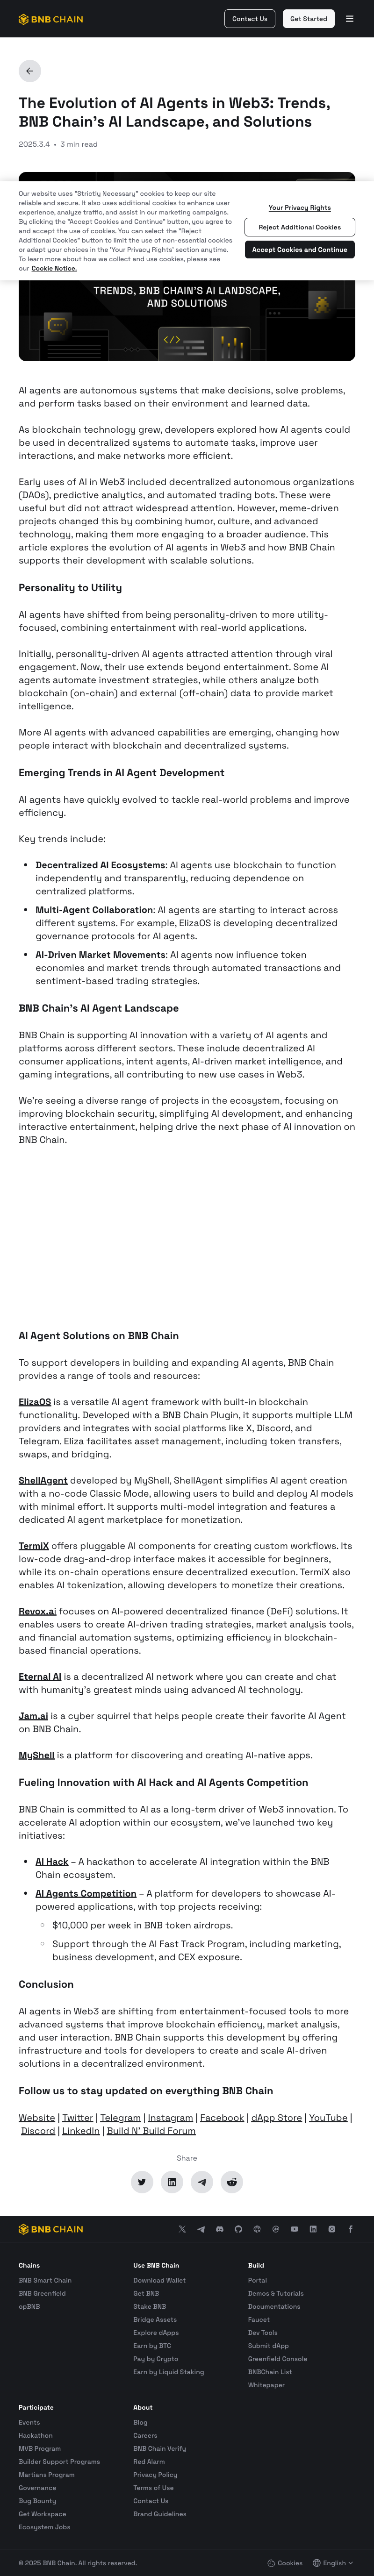 BNB CHAIN
Contact Us
Get Started
The Evolution of AI Agents in Web3: Trends,
BNB Chain's AI Landscape, and Solutions
2025.3.4 • 3 min read
Our website uses "Strictly Necessary" cookies to keep our site
reliable and secure. It also uses additional cookies to enhance user
experience, analyze traffic, and assist in our marketing campaigns.
By clicking the "Accept Cookies and Continue" button, you agree to
and accept the use of cookies. You can select the "Reject
Additional Cookies" button to limit the use of non-essential cookies
or adapt your choices in the 'Your Privacy Rights' section anytime.
To learn more about how we collect and use cookies, please see
our Cookie Notice.
Your Privacy Rights
Reject Additional Cookies
Accept Cookies and Continue
TRENDS, BNB CHAIN'S AI LANDSCAPE,
AND SOLUTIONS
AI agents are autonomous systems that make decisions, solve problems,
and perform tasks based on their environment and learned data.
As blockchain technology grew, developers explored how AI agents could
be used in decentralized systems to automate tasks, improve user
interactions, and make networks more efficient.
Early uses of AI in Web3 included decentralized autonomous organizations
(DAOs), predictive analytics, and automated trading bots. These were
useful but did not attract widespread attention. However, meme-driven
projects changed this by combining humor, culture, and advanced
technology, making them more engaging to a broader audience. This
article explores the evolution of AI agents in Web3 and how BNB Chain
supports their development with scalable solutions.
Personality to Utility
AI agents have shifted from being personality-driven to more utility-
focused, combining entertainment with real-world applications.
Initially, personality-driven AI agents attracted attention through viral
engagement. Now, their use extends beyond entertainment. Some AI
agents automate investment strategies, while others analyze both
blockchain (on-chain) and external (off-chain) data to provide market
intelligence.
More AI agents with advanced capabilities are emerging, changing how
people interact with blockchain and decentralized systems.
Emerging Trends in AI Agent Development
AI agents have quickly evolved to tackle real-world problems and improve
efficiency.
Key trends include:
• Decentralized AI Ecosystems: AI agents use blockchain to function
independently and transparently, reducing dependence on
centralized platforms.
• Multi-Agent Collaboration: AI agents are starting to interact across
different systems. For example, ElizaOS is developing decentralized
governance protocols for AI agents.
• AI-Driven Market Movements: AI agents now influence token
economies and market trends through automated transactions and
sentiment-based trading signals.
BNB Chain's AI Agent Landscape
BNB Chain is supporting AI innovation with a variety of AI agents and
platforms across different sectors. These include decentralized AI
consumer applications, intent agents, AI-driven market intelligence, and
gaming integrations, all contributing to new use cases in Web3.
We're seeing a diverse range of projects in the ecosystem, focusing on
improving blockchain security, simplifying AI development, and enhancing
interactive entertainment, helping drive the next phase of AI innovation on
BNB Chain.
AI Agent Solutions on BNB Chain
To support developers in building and expanding AI agents, BNB Chain
provides a range of tools and resources:
ElizaOS is a versatile AI agent framework with built-in blockchain
functionality. Developed with a BNB Chain Plugin, it supports multiple LLM
providers and integrates with social platforms like X, Discord, and
Telegram. Eliza facilitates asset management, including token transfers,
swaps, and bridging.
ShellAgent developed by MyShell, ShellAgent simplifies AI agent creation
with a no-code Classic Mode, allowing users to build and deploy AI models
with minimal effort. It supports multi-model integration and features a
dedicated AI agent marketplace for monetization.
TermiX offers pluggable AI components for creating custom workflows. Its
low-code drag-and-drop interface makes it accessible for beginners,
while its on-chain operations ensure decentralized execution. TermiX also
enables AI tokenization, allowing developers to monetize their creations.
Revox.ai focuses on AI-powered decentralized finance (DeFi) solutions. It
enables users to create AI-driven trading strategies, market analysis tools,
and financial automation systems, optimizing efficiency in blockchain-
based financial operations.
Eternal AI is a decentralized AI network where you can create and chat
with humanity's greatest minds using advanced AI technology.
Jam.ai is a cyber squirrel that helps people create their favorite AI Agent
on BNB Chain.
MyShell is a platform for discovering and creating AI-native apps.
Fueling Innovation with AI Hack and AI Agents Competition
BNB Chain is committed to AI as a long-term driver of Web3 innovation. To
accelerate AI adoption within our ecosystem, we've launched two key
initiatives:
• AI Hack – A hackathon to accelerate AI integration within the BNB
Chain ecosystem.
• AI Agents Competition – A platform for developers to showcase AI-
powered applications, with top projects receiving:
○ $10,000 per week in BNB token airdrops.
○ Support through the AI Fast Track Program, including marketing,
business development, and CEX exposure.
Conclusion
AI agents in Web3 are shifting from entertainment-focused tools to more
advanced systems that improve blockchain efficiency, market analysis,
and user interaction. BNB Chain supports this development by offering
infrastructure and tools for developers to create and scale AI-driven
solutions in a decentralized environment.
Follow us to stay updated on everything BNB Chain
Website | Twitter | Telegram | Instagram | Facebook | dApp Store | YouTube |
Discord | LinkedIn | Build N' Build Forum
Share
BNB CHAIN
Chains
BNB Smart Chain
BNB Greenfield
opBNB
Use BNB Chain
Download Wallet
Get BNB
Stake BNB
Bridge Assets
Explore dApps
Earn by BTC
Pay by Crypto
Earn by Liquid Staking
Build
Portal
Demos & Tutorials
Documentations
Faucet
Dev Tools
Submit dApp
Greenfield Console
BNBChain List
Whitepaper
Participate
Events
Hackathon
MVB Program
Builder Support Programs
Martians Program
Governance
Bug Bounty
Get Workspace
Ecosystem Jobs
About
Blog
Careers
BNB Chain Verify
Red Alarm
Privacy Policy
Terms of Use
Contact Us
Brand Guidelines
© 2025 BNB Chain. All rights reserved.
Cookies
English